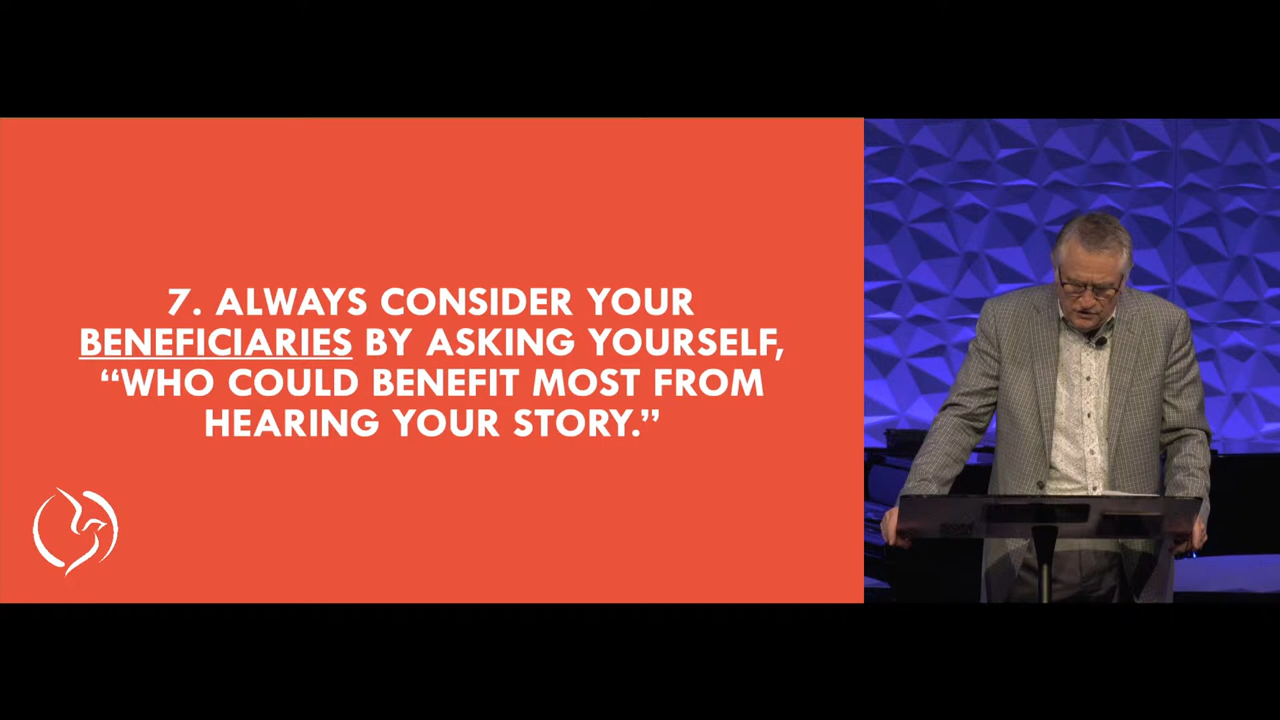 7. ALWAYS CONSIDER YOUR
BENEFICIARIES BY ASKING YOURSELF,
“WHO COULD BENEFIT MOST FROM
HEARING YOUR STORY.”